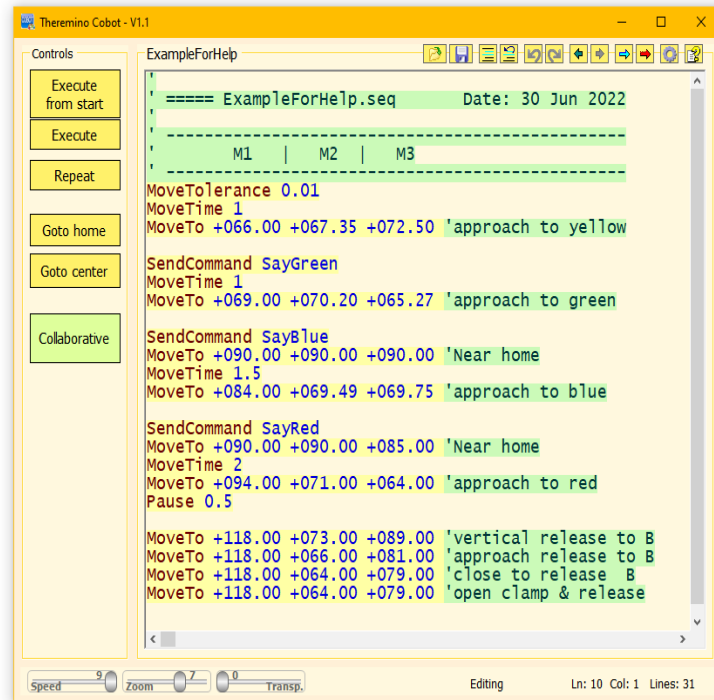 Theremino Cobot - V1.1
Controls
ExampleForHelp
Execute
from start
Execute
Repeat
Goto home
Goto center
Collaborative
'
' ===== ExampleForHelp.seq      Date: 30 Jun 2022
'
' ------------------------------------------------
'        M1   |   M2  |   M3
' ------------------------------------------------
MoveTolerance 0.01
MoveTime 1
MoveTo +066.00 +067.35 +072.50 'approach to yellow
SendCommand SayGreen
MoveTime 1
MoveTo +069.00 +070.20 +065.27 'approach to green
SendCommand SayBlue
MoveTo +090.00 +090.00 +090.00 'Near home
MoveTime 1.5
MoveTo +084.00 +069.49 +069.75 'approach to blue
SendCommand SayRed
MoveTo +090.00 +090.00 +085.00 'Near home
MoveTime 2
MoveTo +094.00 +071.00 +064.00 'approach to red
Pause 0.5
MoveTo +118.00 +073.00 +089.00 'vertical release to B
MoveTo +118.00 +066.00 +081.00 'approach release to B
MoveTo +118.00 +064.00 +079.00 'close to release  B
MoveTo +118.00 +064.00 +079.00 'open clamp & release
Speed 9
Zoom 7
0 Transp.
Editing
Ln: 10 Col: 1 Lines: 31